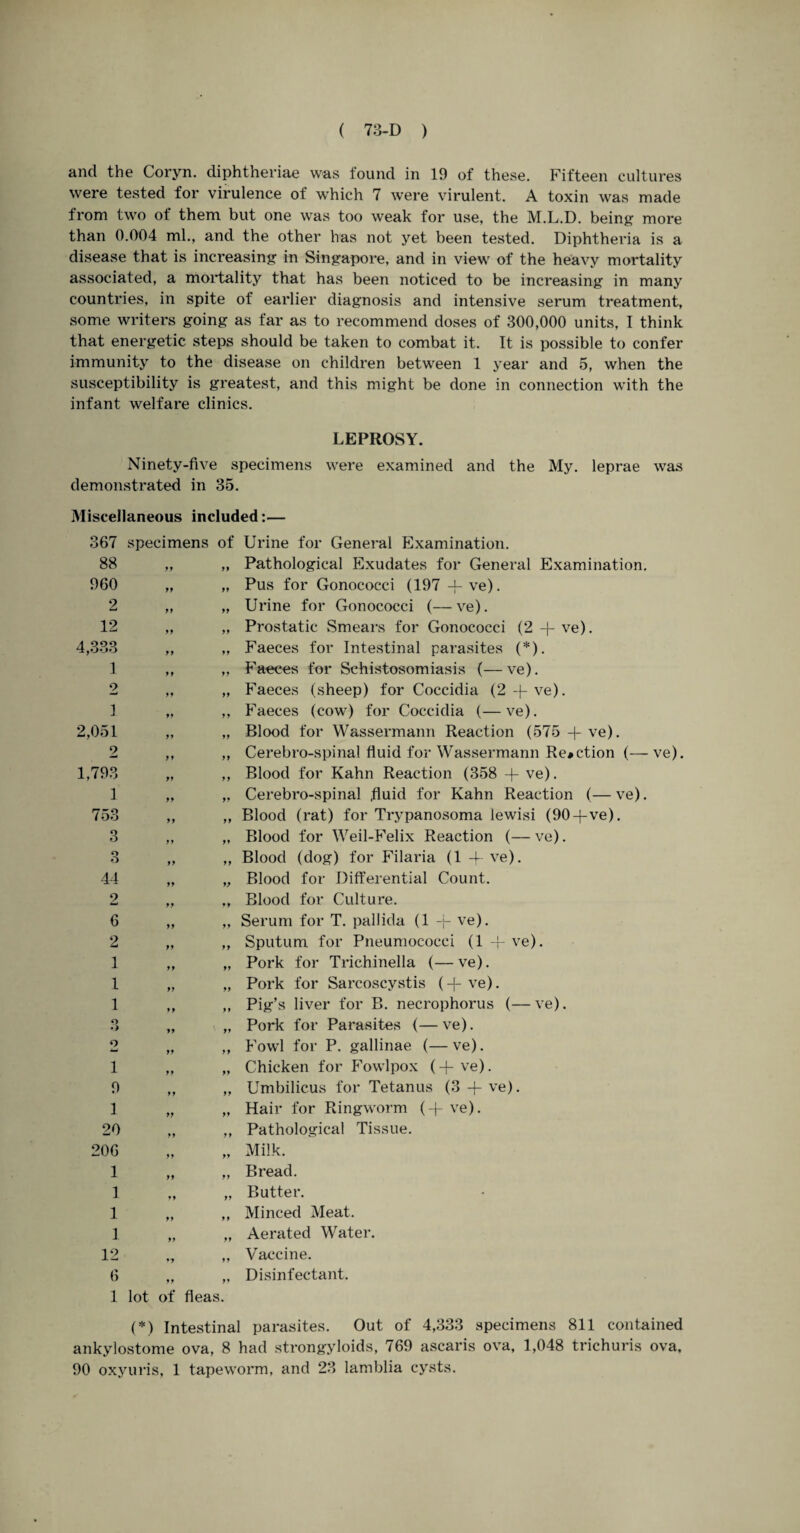 ( 73-D )
and the Coryn. diphtheriae was found in 19 of these. Fifteen cultures
were tested for virulence of which 7 were virulent. A toxin was made
from two of them but one was too weak for use, the M.L.D. being more
than 0.004 ml., and the other has not yet been tested. Diphtheria is a
disease that is increasing in Singapore, and in view of the heavy mortality
associated, a mortality that has been noticed to be increasing in many
countries, in spite of earlier diagnosis and intensive serum treatment,
some writers going as far as to recommend doses of 300,000 units, I think
that energetic steps should be taken to combat it. It is possible to confer
immunity to the disease on children between 1 year and 5, when the
susceptibility is greatest, and this might be done in connection with the
infant welfare clinics.
LEPROSY.
Ninety-five specimens were examined and the My. leprae was
demonstrated in 35.
Miscellaneous included:—
367 specimens of Urine for General Examination.
88 „ „ Pathological Exudates for General Examination.
960 „ „ Pus for Gonococci (197 + ve).
2 „ „ Urine for Gonococci (— ve).
12 „ „ Prostatic Smears for Gonococci (2 + ve).
4,333 „ „ Faeces for Intestinal parasites (*).
1 „ „ Faeces for Schistosomiasis (— ve).
2 „ „ Faeces (sheep) for Coccidia (2 + ve).
1 „ „ Faeces (cow) for Coccidia (— ve).
2,051 „ „ Blood for Wassermann Reaction (575 + ve).
2 „ „ Cerebro-spinal fluid for Wassermann Reaction (— ve).
1,793 „ „ Blood for Kahn Reaction (358 + ve).
1 „ „ Cerebro-spinal fluid for Kahn Reaction (— ve).
753 „ „ Blood (rat) for Trypanosoma lewisi (90+ve).
3 „ „ Blood for Weil-Felix Reaction (— ve).
3 „ „ Blood (dog) for Filaria (1 + ve).
44 „ „ Blood for Differential Count.
2 „ „ Blood for Culture.
6 „ „ Serum for T. pallida (1 + ve).
2 „ „ Sputum for Pneumococci (1 + ve).
1 „ „ Pork for Trichinella (— ve).
1 „ „ Pork for Sarcoscystis (+ ve).
1 „ „ Pig's liver for B. necrophorus (— ve).
3 „ „ Pork for Parasites (— ve).
2 „ „ Fowl for P. gallinae (— ve).
1 „ „ Chicken for Fowlpox (+ ve).
9 „ „ Umbilicus for Tetanus (3 + ve).
1 „ „ Hair for Ringworm (+ ve).
20 „ „ Pathological Tissue.
206 „ „ Milk.
1 „ „ Bread.
1 „ „ Butter.
1 „ „ Minced Meat.
1 „ „ Aerated Water.
12 „ „ Vaccine.
6 „ „ Disinfectant.
1 lot of fleas.
(*) Intestinal parasites. Out of 4,333 specimens 811 contained
ankylostome ova, 8 had strongyloids, 769 ascaris ova, 1,048 trichuris ova,
90 oxyuris, 1 tapeworm, and 23 lamblia cysts.